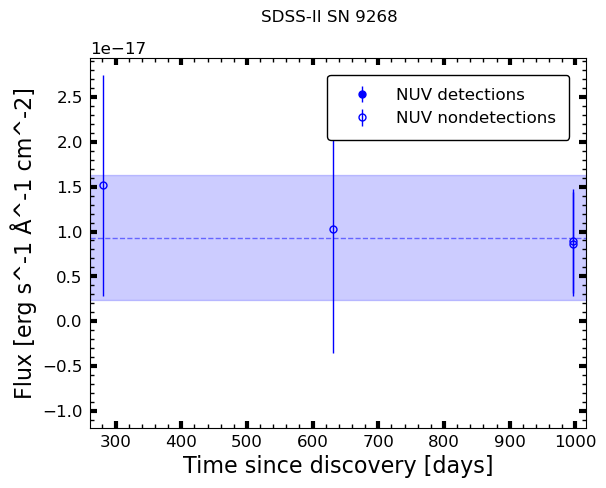 SDSS-II SN 9268
1e−17
NUV detections
NUV nondetections
2.5
2.0
1.5
1.0
0.5
0.0
−0.5
−1.0
Flux [erg s^-1 Å^-1 cm^-2]
300 400 500 600 700 800 900 1000
Time since discovery [days]